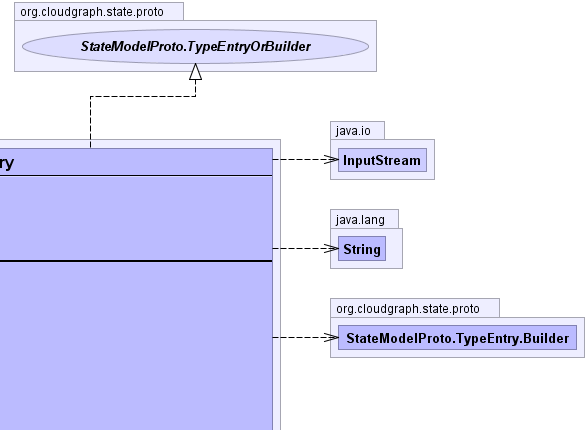 org.cloudgraph.state.proto
StateModelProto.TypeEntryOrBuilder
java.io
ry
InputStream
java.lang
String
org.cloudgraph.state.proto
StateModelProto.TypeEntry.Builder